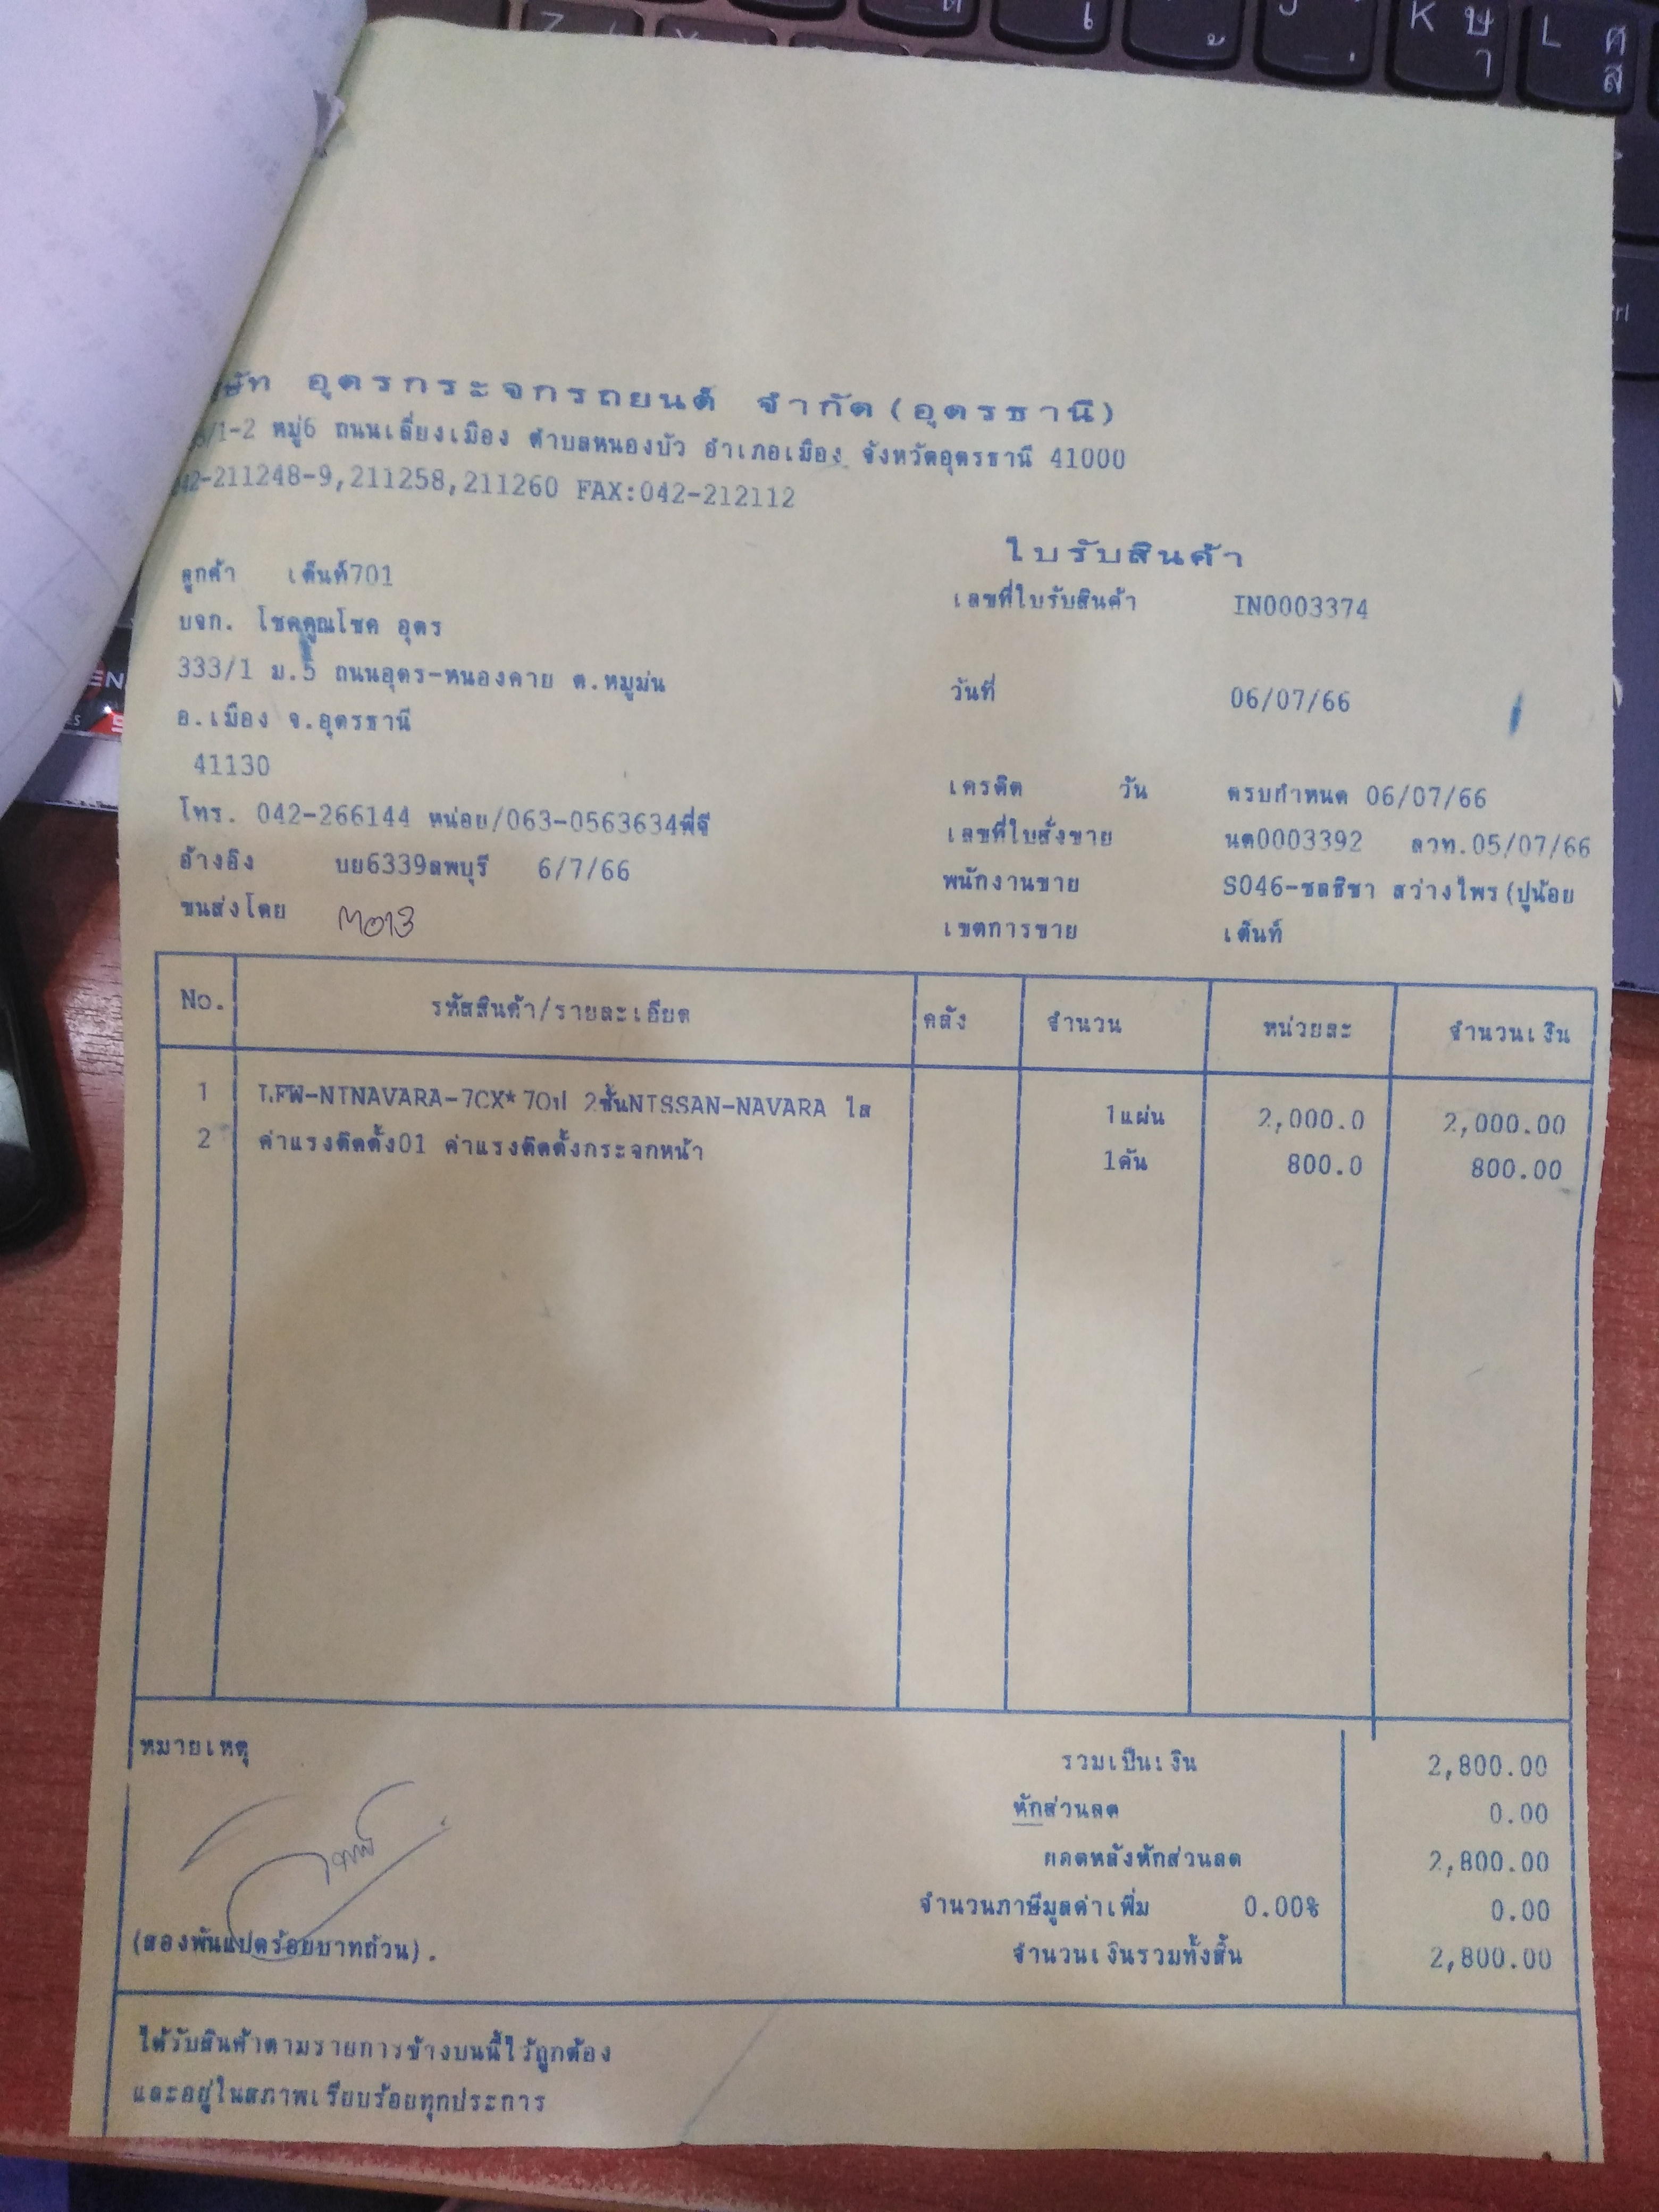 อุดรกระจกรถยนต์ จำกัด(อุดรธานี)
/1-2 หมู่6 ถนนเลี่ยงเมือง ตำบลหนองบัว อำเภอเมือง จังหวัดอุดรธานี 41000
042-211248-9,211258,211260 FAX:042-212112
ใบรับสินค้า
ลูกค้า เต็นท์701
บจก. โชคคูณโชค อุดร
333/1 ม.5 ถนนอุดร-หนองคาย ต.หมูม่น
อ.เมือง จ.อุดรธานี
41130
โทร. 042-266144 หน่อย/063-0563634พี่จี
อ้างอิง บย6339ลพบุรี 6/7/66
ขนส่งโดย M013
เลขที่ใบรับสินค้า IN0003374
วันที่ 06/07/66
เครดิต วัน ครบกำหนด 06/07/66
เลขที่ใบสั่งขาย นต0003392 ลวท.05/07/66
พนักงานขาย S046-ชลธิชา สว่างไพร(ปูน้อย
เขตการขาย เต็นท์
No. รหัสสินค้า/รายละเอียด คลัง จำนวน หน่วยละ จำนวนเงิน
1 LFW-NINAVARA-7CX*70ป 2ชั้นNISSAN-NAVARA ใส 1แผ่น 2,000.0 2,000.00
2 ค่าแรงติดตั้ง01 ค่าแรงติดตั้งกระจกหน้า 1คัน 800.0 800.00
หมายเหตุ
รวมเป็นเงิน 2,800.00
หักส่วนลด 0.00
ยอดหลังหักส่วนลด 2,800.00
จำนวนภาษีมูลค่าเพิ่ม 0.00% 0.00
(สองพันแปดร้อยบาทถ้วน). จำนวนเงินรวมทั้งสิ้น 2,800.00
ได้รับสินค้าตามรายการข้างบนนี้ไว้ถูกต้อง
และอยู่ในสภาพเรียบร้อยทุกประการ